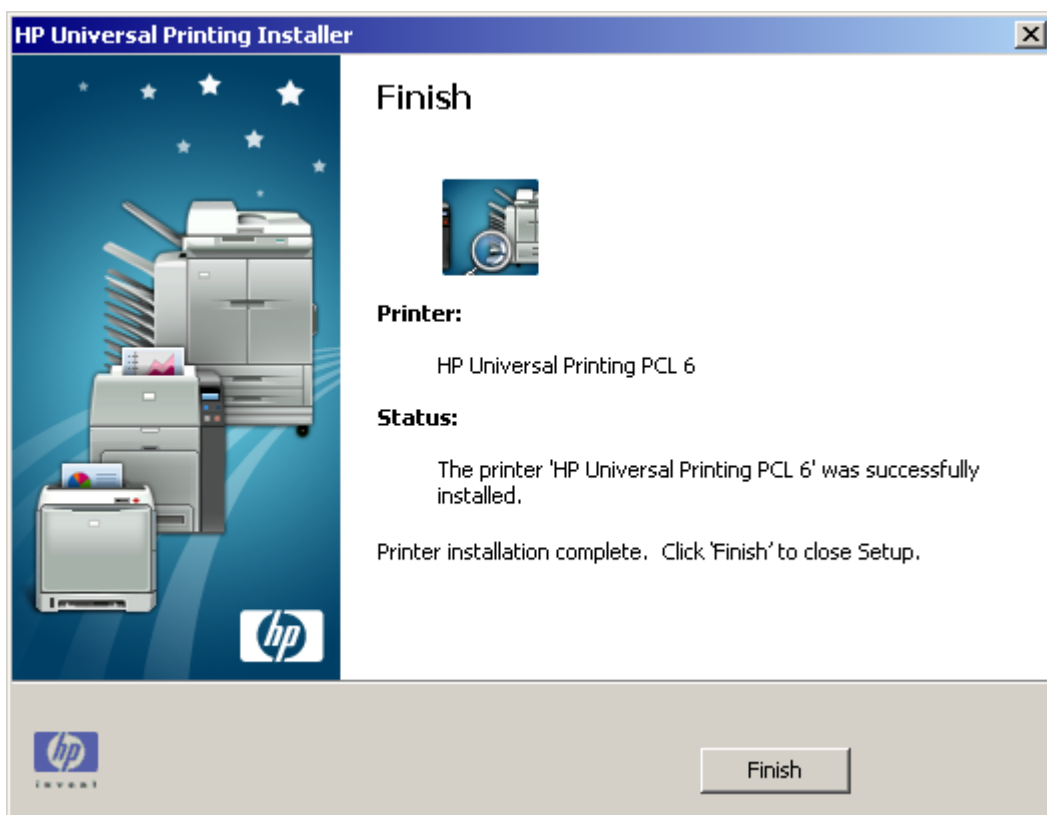 HP Universal Printing Installer
Finish
Printer:
HP Universal Printing PCL 6
Status:
The printer 'HP Universal Printing PCL 6' was successfully
installed.
Printer installation complete.  Click 'Finish' to close Setup.
hp
hp
invent
Finish